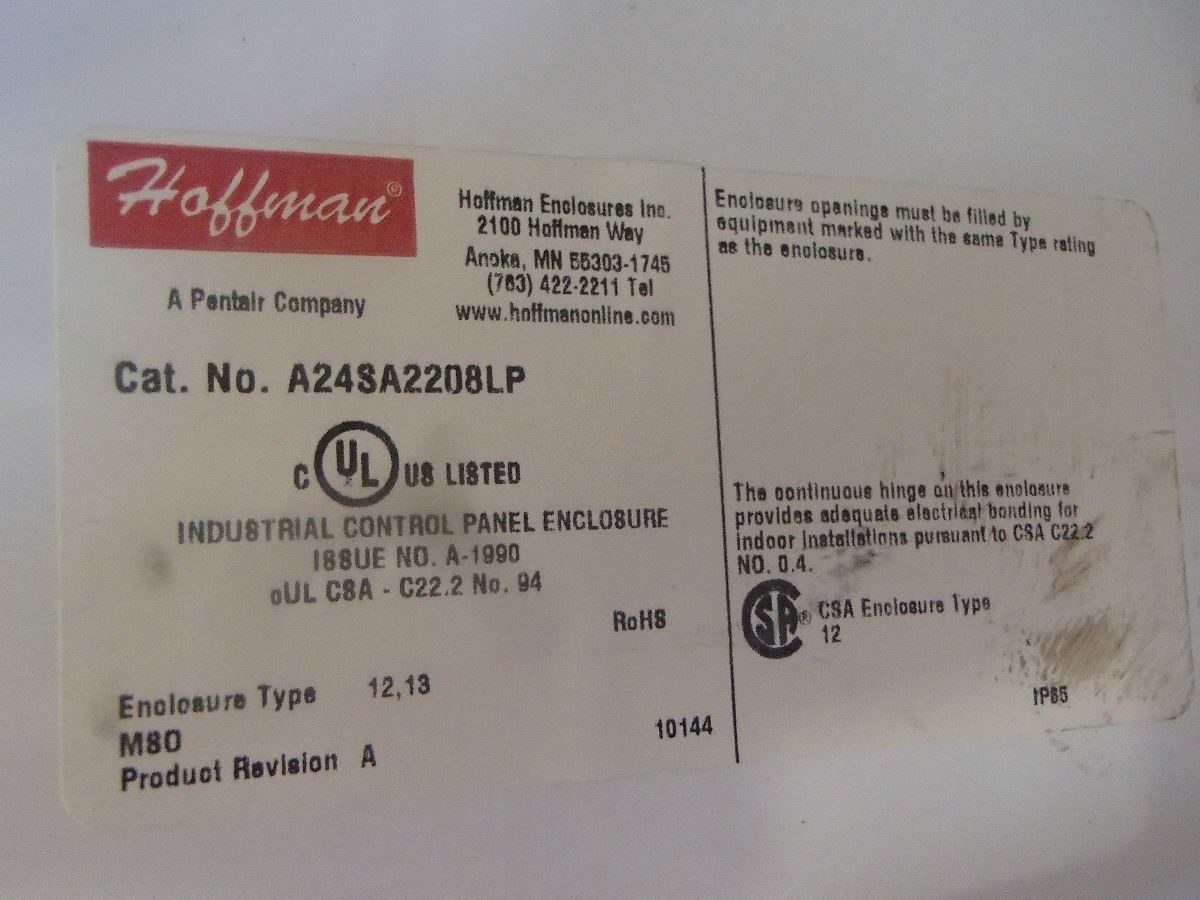 Hoffman®
A Pentair Company
Hoffman Enclosures Inc.
2100 Hoffman Way
Anoka, MN 55303-1745
(763) 422-2211 Tel
www.hoffmanonline.com
Cat. No. A24SA2208LP
C UL US LISTED
INDUSTRIAL CONTROL PANEL ENCLOSURE
ISSUE NO. A-1990
cUL CSA - C22.2 No. 94
RoHS
Enclosure Type 12,13
M80
Product Revision A
10144
Enclosure openings must be filled by
equipment marked with the same Type rating
as the enclosure.
The continuous hinge on this enclosure
provides adequate electrical bonding for
indoor installations pursuant to CSA C22.2
NO. 0.4.
CSA® CSA Enclosure Type
12
IP65